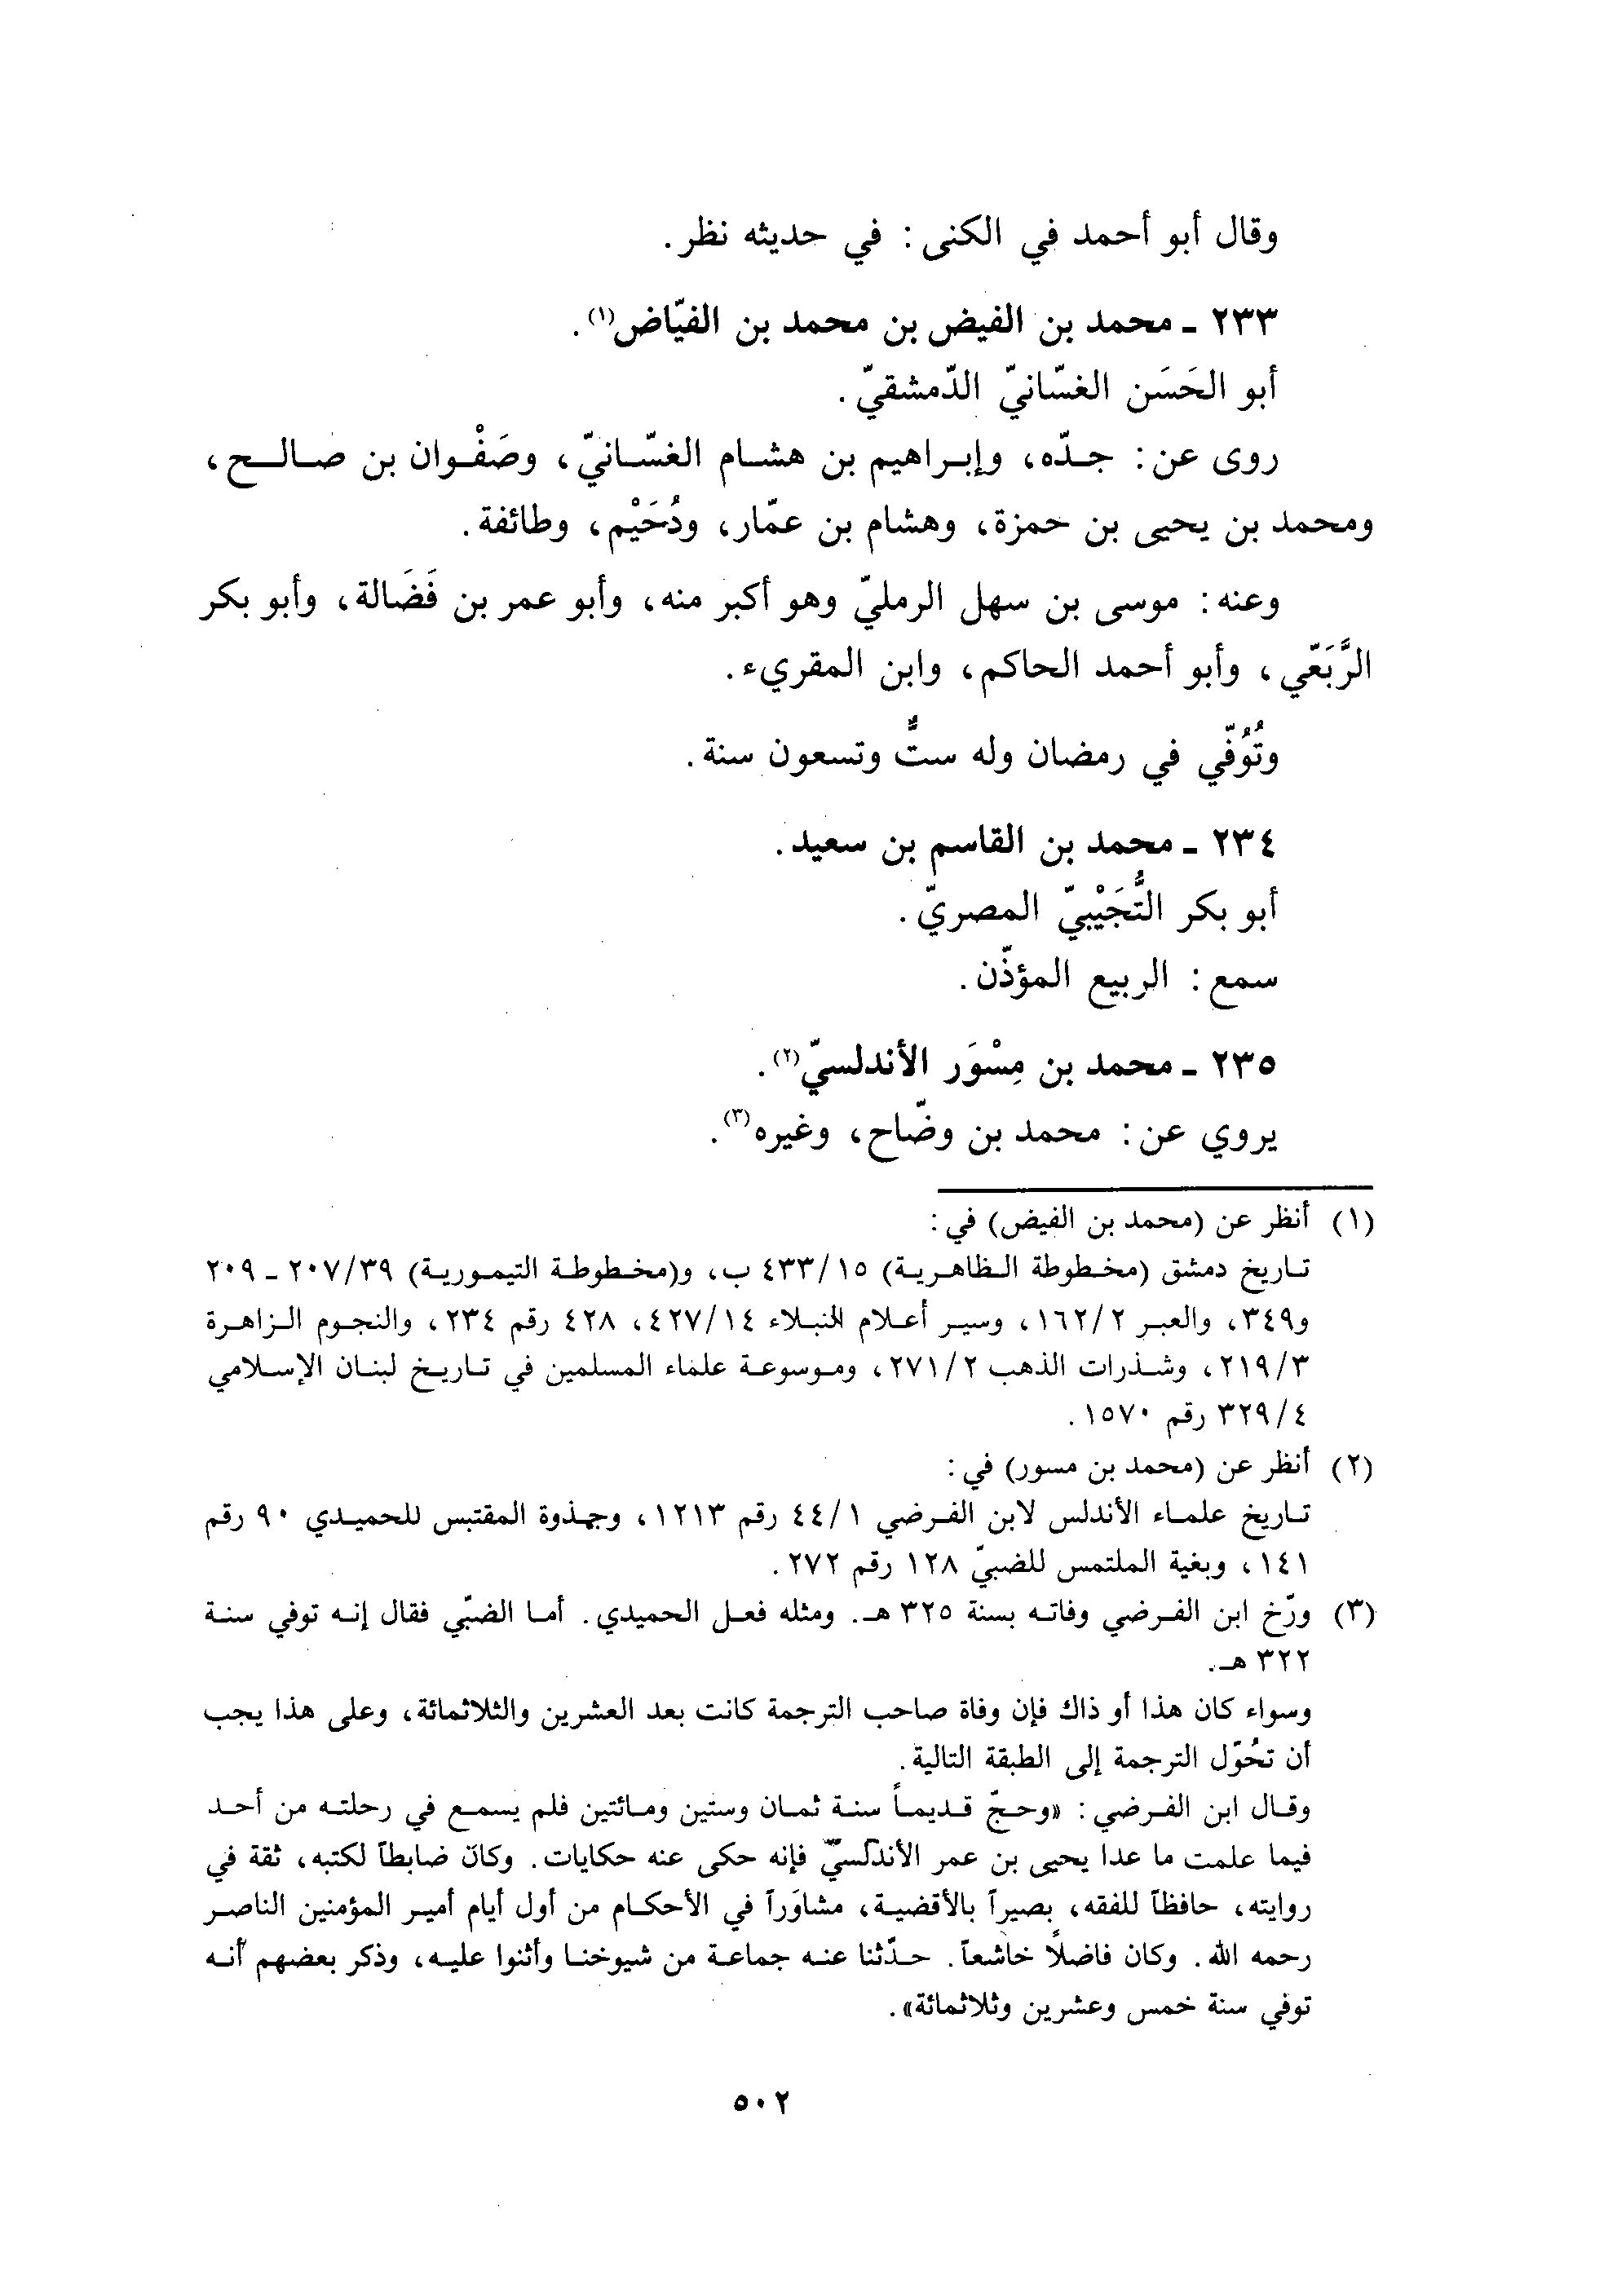 وقال أبو أحمد في الكنى: في حديثه نظر.
٢٣٣ ـ محمد بن الفيض بن محمد بن الفيّاض(١).
أبو الحَسَن الغسّانيّ الدّمشقيّ.
روى عن: جدّه، وإبراهيم بن هشام الغسّانيّ، وصَفْوان بن صالح،
ومحمد بن يحيى بن حمزة، وهشام بن عمّار، ودُحَيْم، وطائفة.
وعنه: موسى بن سهل الرمليّ وهو أكبر منه، وأبو عمر بن فَضَالة، وأبو بكر
الرَّبَعّي، وأبو أحمد الحاكم، وابن المقريء.
وتُوُفّي في رمضان وله ستٌّ وتسعون سنة.
٢٣٤ ـ محمد بن القاسم بن سعيد.
أبو بكر التُّجَيْبيّ المصريّ.
سمع: الربيع المؤذّن.
٢٣٥ ـ محمد بن مِسْوَر الأندلسيّ(٢).
يروي عن: محمد بن وضّاح، وغيره(٣).
(١) أنظر عن (محمد بن الفيض) في:
تاريخ دمشق (مخطوطة الظاهرية) ٤٣٣/١٥ ب، و(مخطوطة التيمورية) ٢٠٧/٣٩ ـ ٢٠٩
و٣٤٩، والعبر ١٦٢/٢، وسير أعلام النبلاء ٤٢٧/١٤، ٤٢٨ رقم ٢٣٤، والنجوم الزاهرة
٢١٩/٣، وشذرات الذهب ٢٧١/٢، وموسوعة علماء المسلمين في تاريخ لبنان الإسلامي
٣٢٩/٤ رقم ١٥٧٠.
(٢) أنظر عن (محمد بن مسور) في:
تاريخ علماء الأندلس لابن الفرضي ٤٤/١ رقم ١٢١٣، وجذوة المقتبس للحميدي ٩٠ رقم
١٤١، وبغية الملتمس للضبيّ ١٢٨ رقم ٢٧٢.
(٣) ورّخ ابن الفرضي وفاته بسنة ٣٢٥ هـ. ومثله فعل الحميدي. أما الضبّي فقال إنه توفي سنة
٣٢٢ هـ.
وسواء كان هذا أو ذاك فإن وفاة صاحب الترجمة كانت بعد العشرين والثلاثمائة، وعلى هذا يجب
أن تُحُوّل الترجمة إلى الطبقة التالية.
وقال ابن الفرضي: «وحجّ قديماً سنة ثمان وستين ومائتين فلم يسمع في رحلته من أحد
فيما علمت ما عدا يحيى بن عمر الأندلسيّ فإنه حكى عنه حكايات. وكان ضابطاً لكتبه، ثقة في
روايته، حافظاً للفقه، بصيراً بالأقضية، مشاوَراً في الأحكام من أول أيام أمير المؤمنين الناصر
رحمه الله. وكان فاضلاً خاشعاً. حدّثنا عنه جماعة من شيوخنا وأثنوا عليه، وذكر بعضهم أنه
توفي سنة خمس وعشرين وثلاثمائة».
٥٠٢